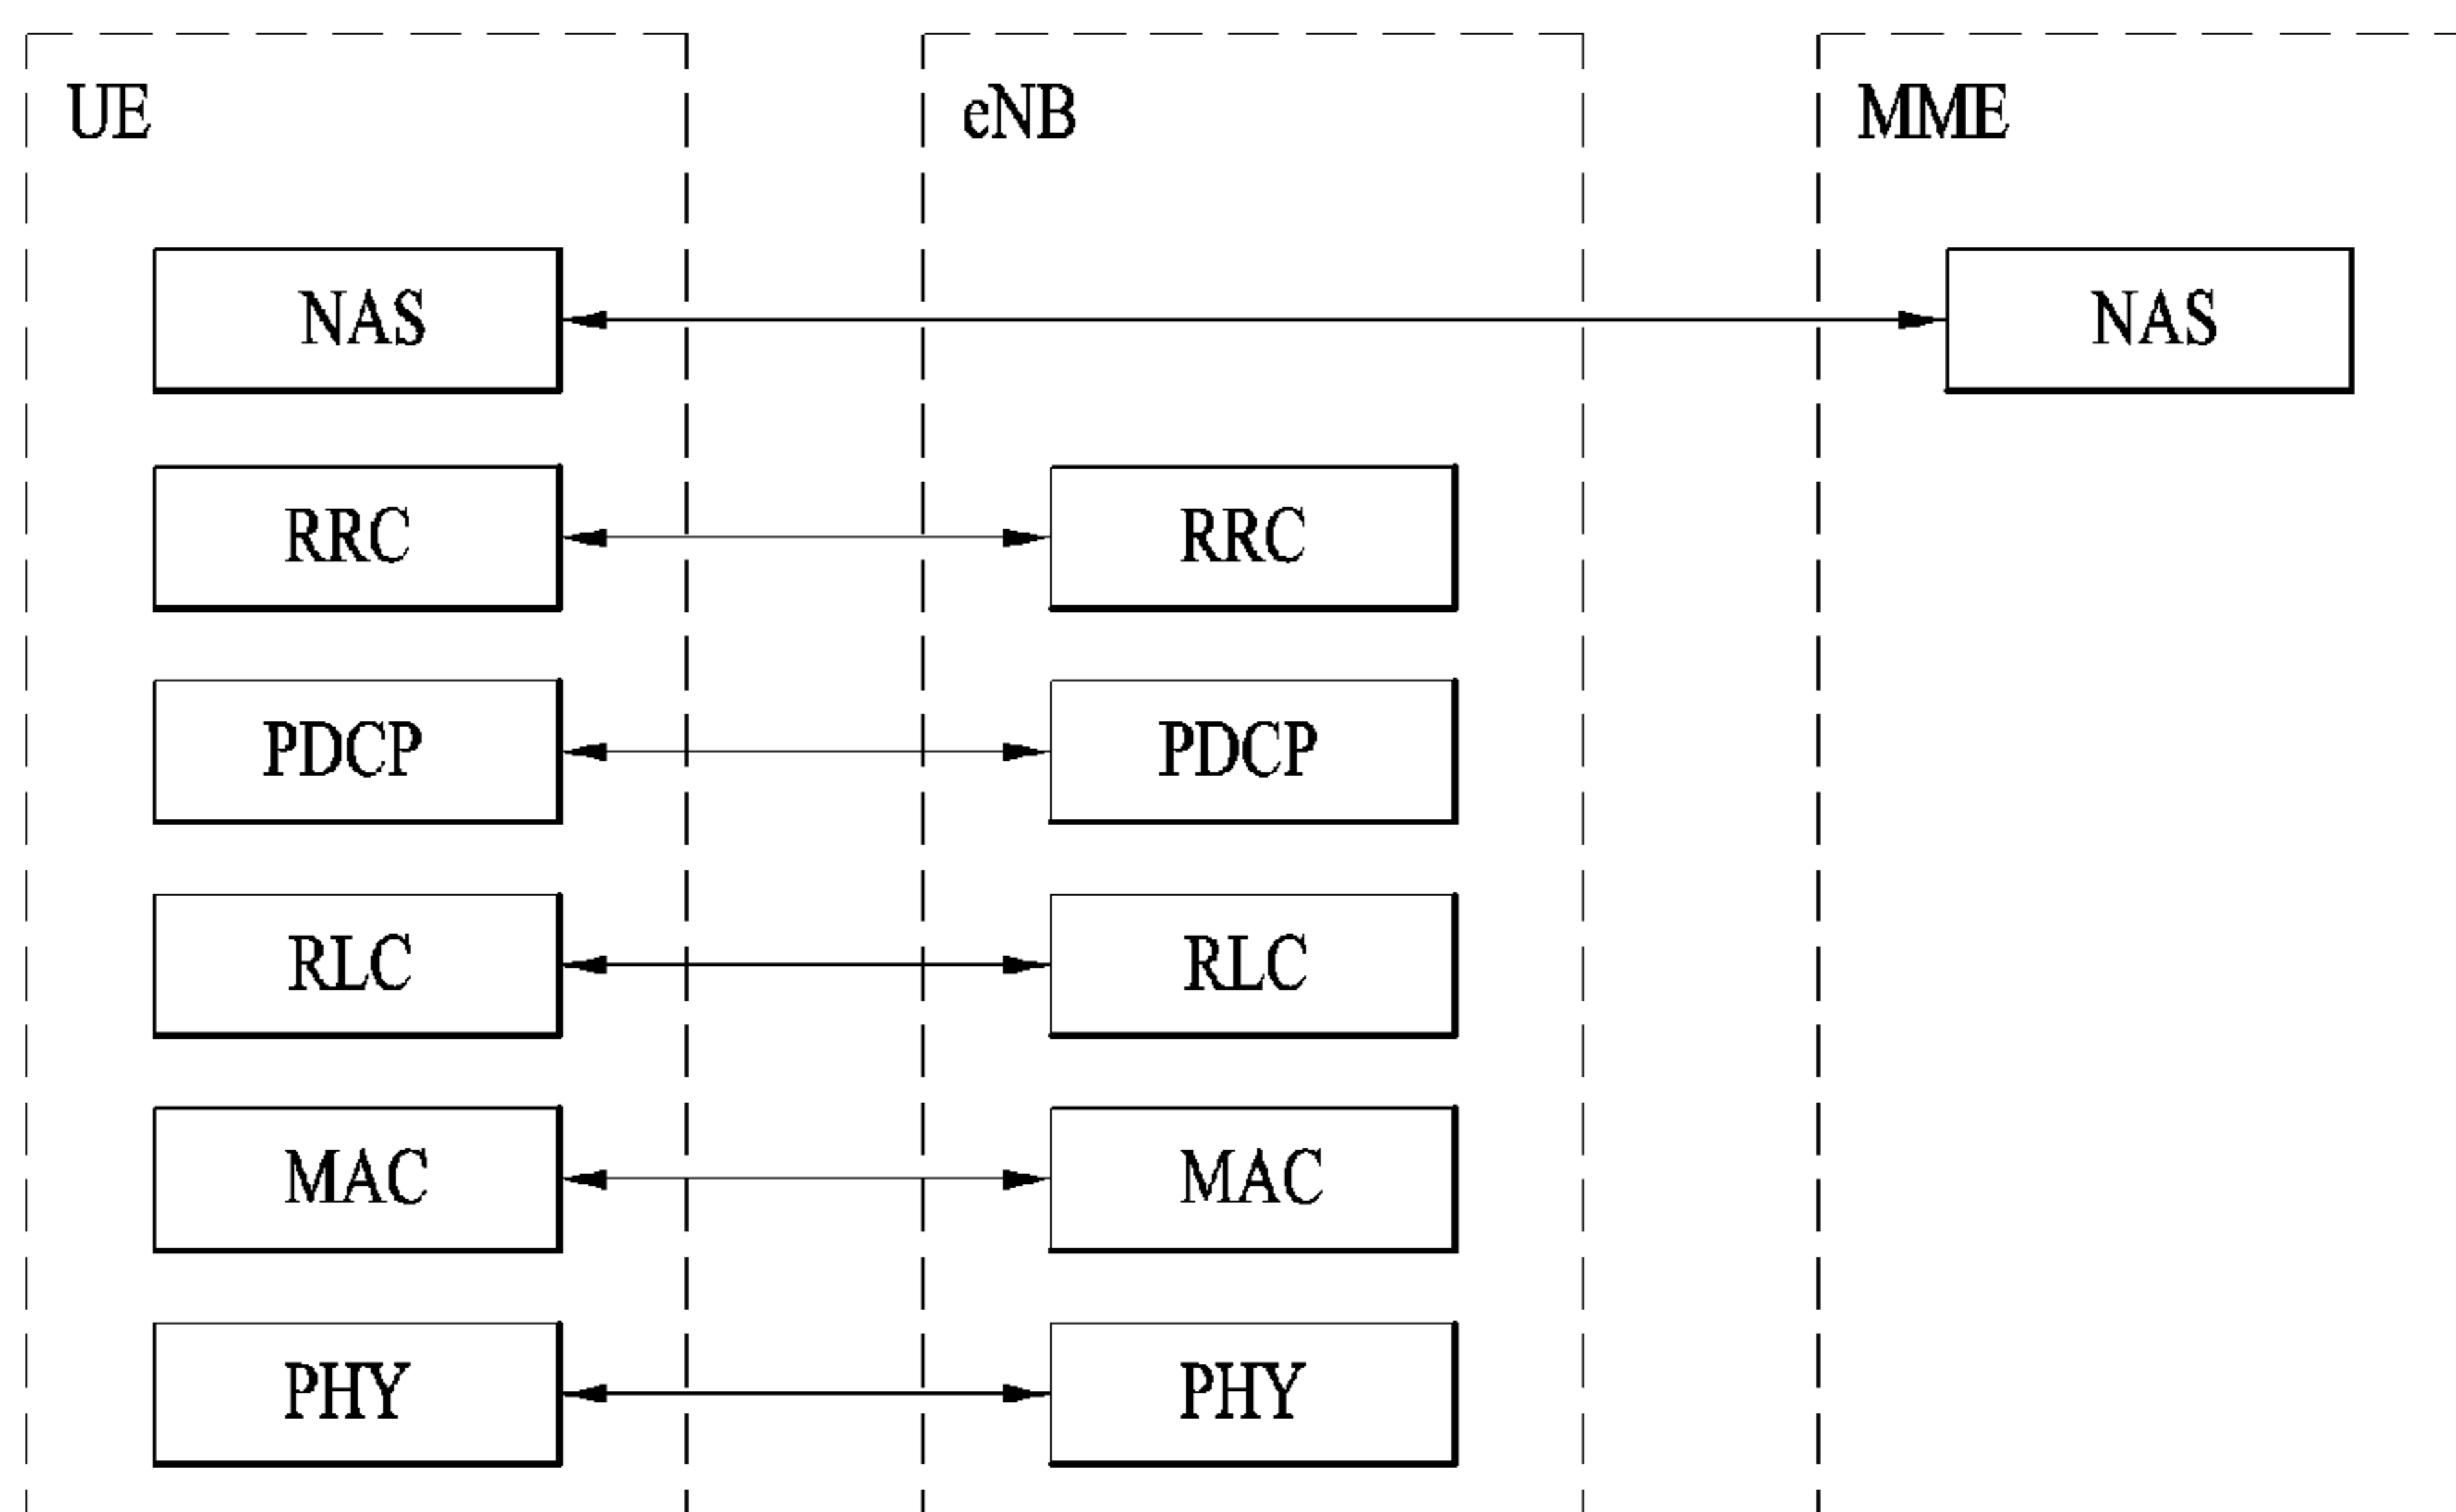 UE eNB MME
NAS NAS
RRC RRC
PDCP PDCP
RLC RLC
MAC MAC
PHY PHY